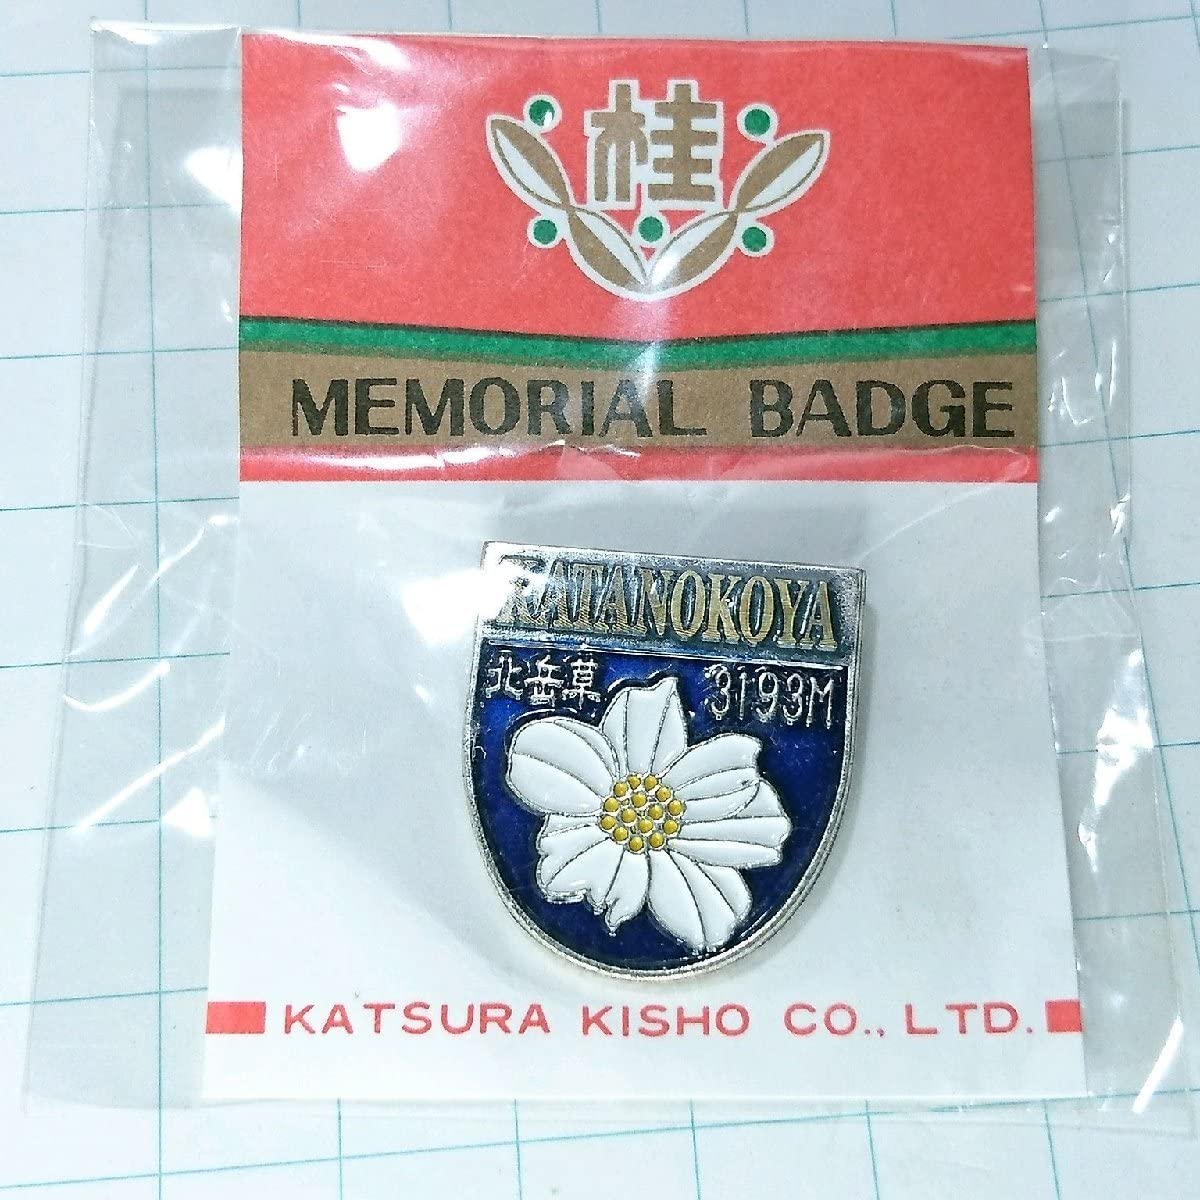 桂
MEMORIAL BADGE
KATANOKOYA
北岳草 3193M
KATSURA KISHO CO., LTD.